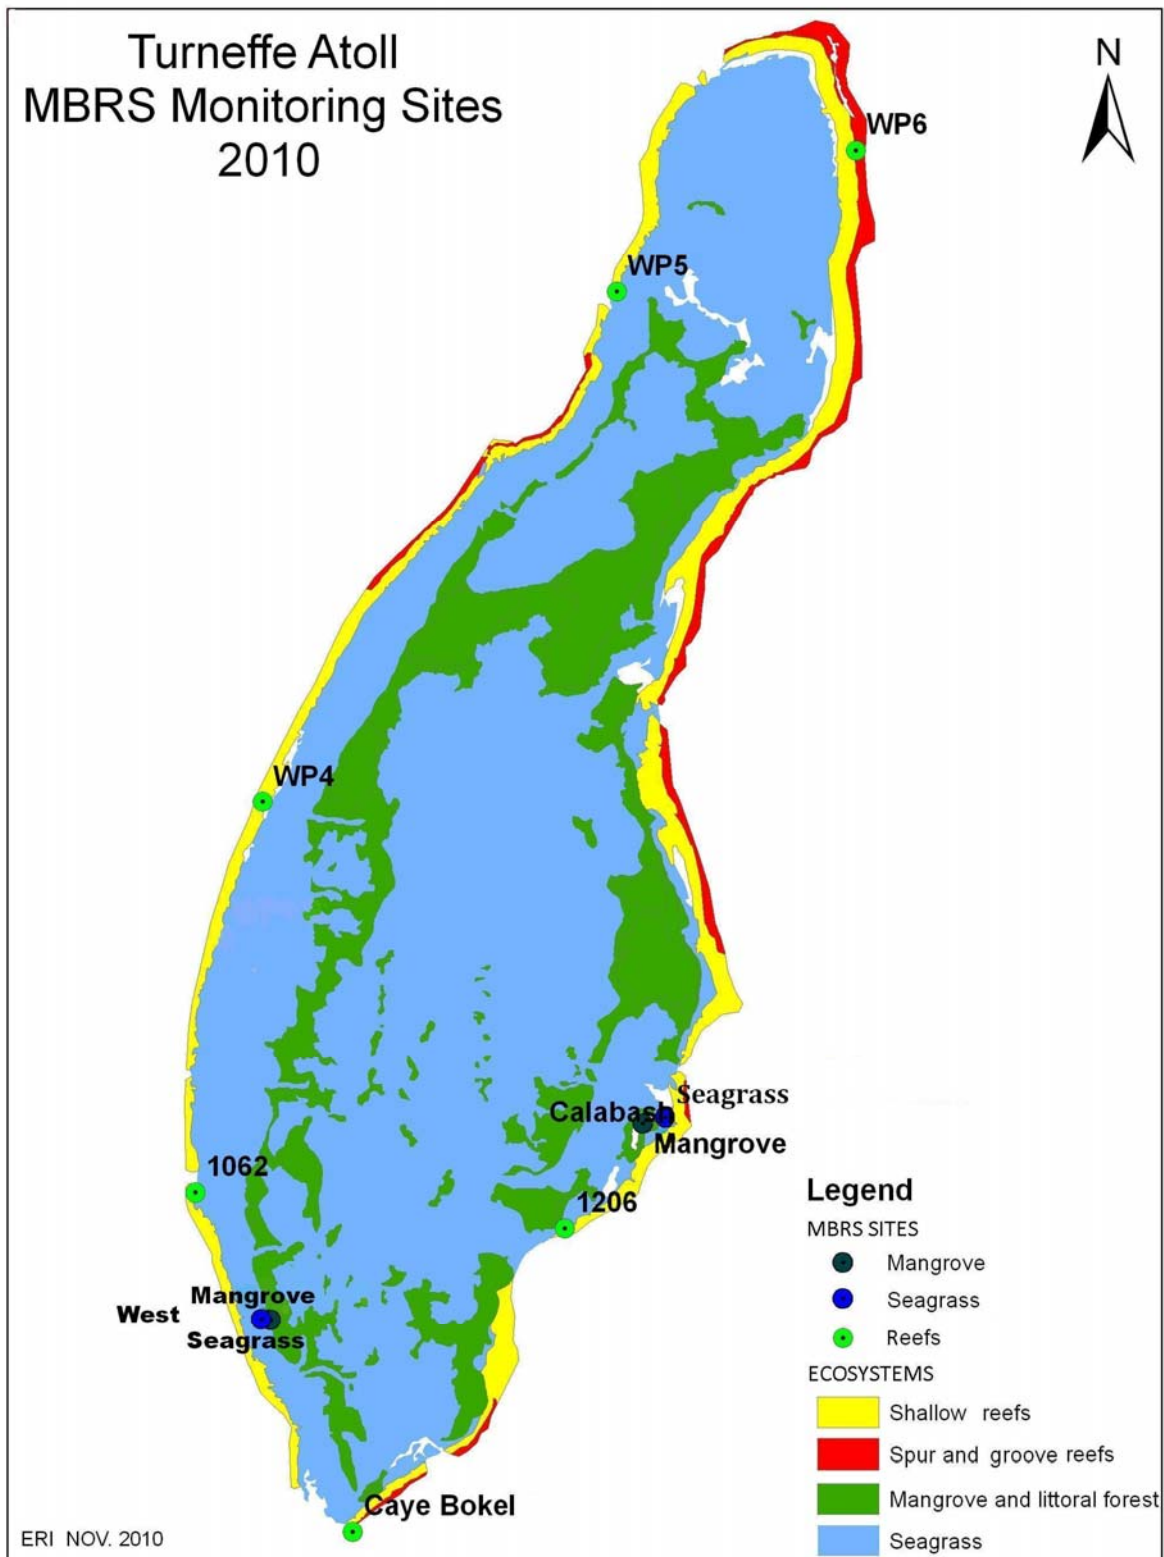 Turneffe Atoll
MBRS Monitoring Sites
2010
N
WP6
WP5
WP4
Seagrass
Calabash
Mangrove
1062
1206
Mangrove
West
Seagrass
Caye Bokel
Legend
MBRS SITES
Mangrove
Seagrass
Reefs
ECOSYSTEMS
Shallow reefs
Spur and groove reefs
Mangrove and littoral forest
Seagrass
ERI NOV. 2010